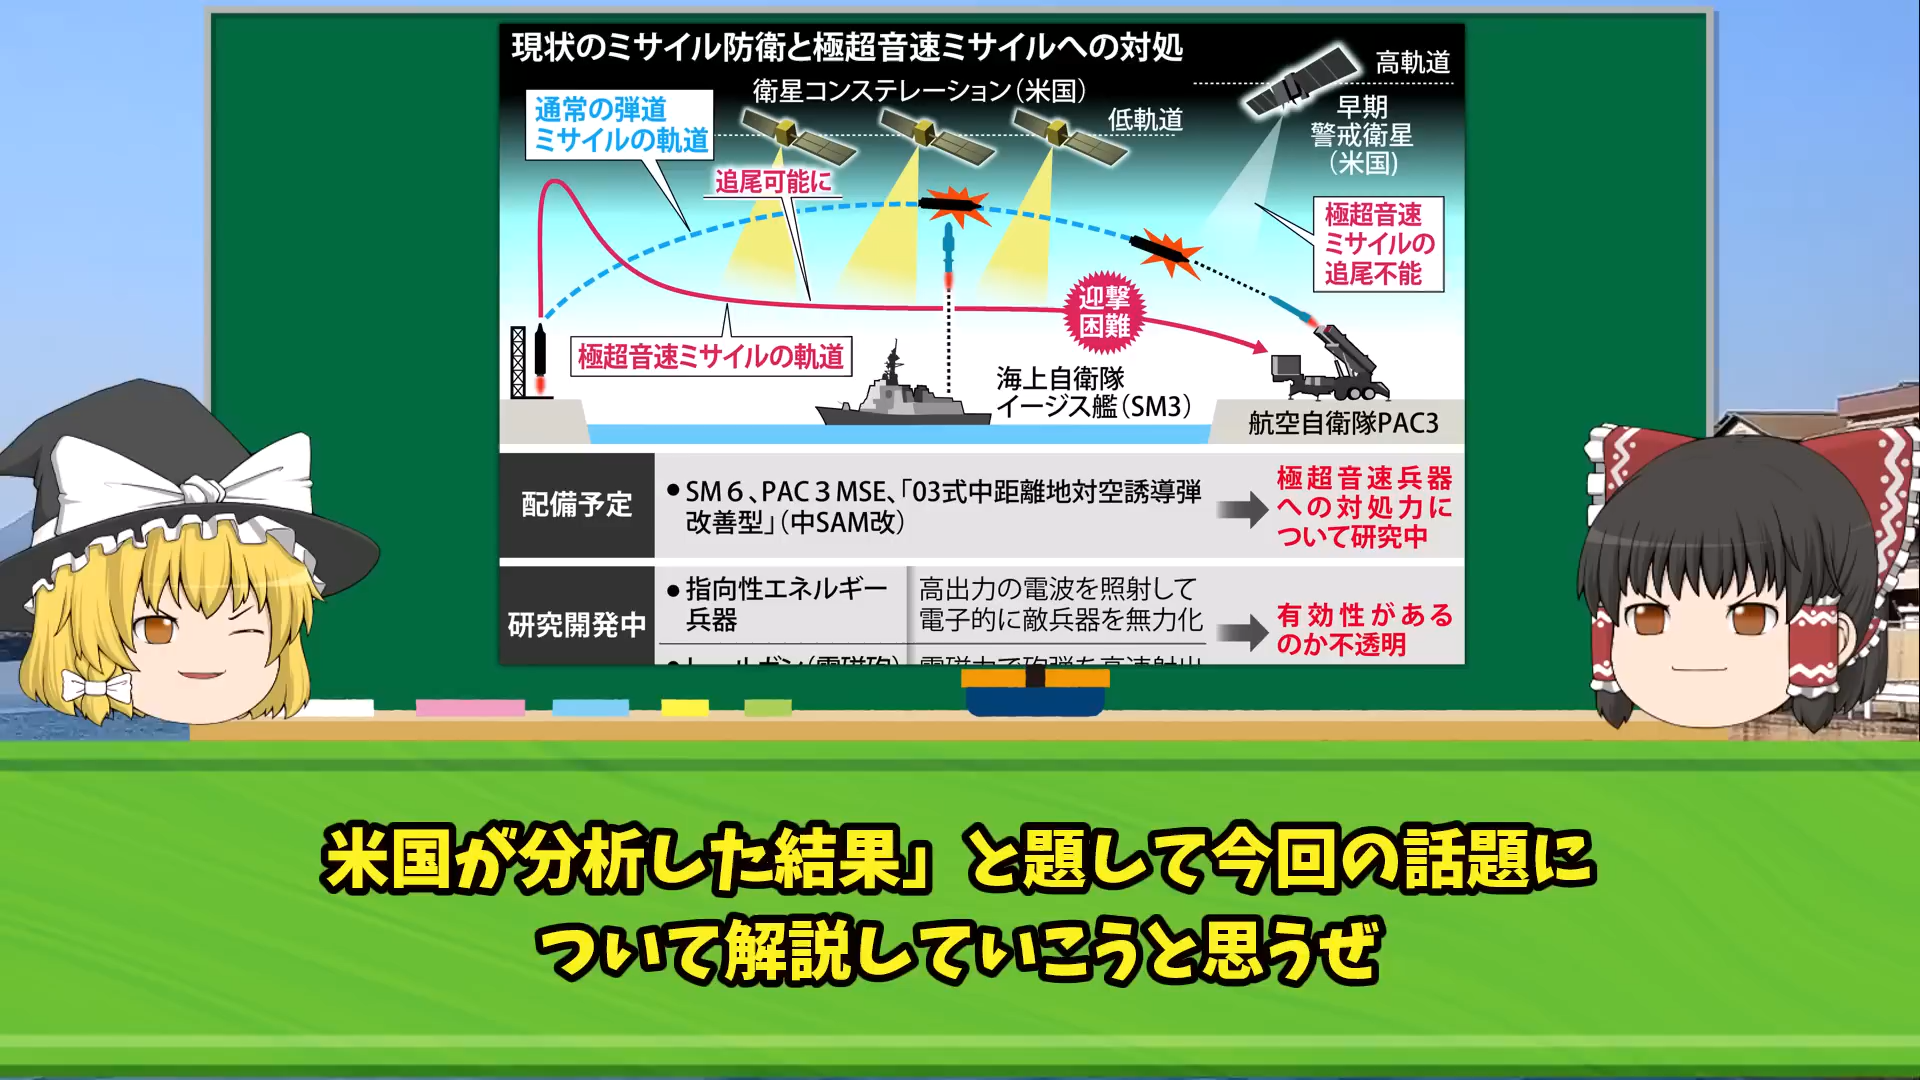 現状のミサイル防衛と極超音速ミサイルへの対処
衛星コンステレーション(米国)
高軌道
低軌道
早期
警戒衛星
(米国)
通常の弾道
ミサイルの軌道
追尾可能に
極超音速
ミサイルの
追尾不能
迎撃
困難
極超音速ミサイルの軌道
海上自衛隊
イージス艦(SM3)
航空自衛隊PAC3
配備予定
●SM6、PAC3MSE、「03式中距離地対空誘導弾
改善型」(中SAM改)
極超音速兵器
への対処力に
ついて研究中
研究開発中
●指向性エネルギー
兵器
高出力の電波を照射して
電子的に敵兵器を無力化
有効性がある
のか不透明
米国が分析した結果」と題して今回の話題に
ついて解説していこうと思うぜ